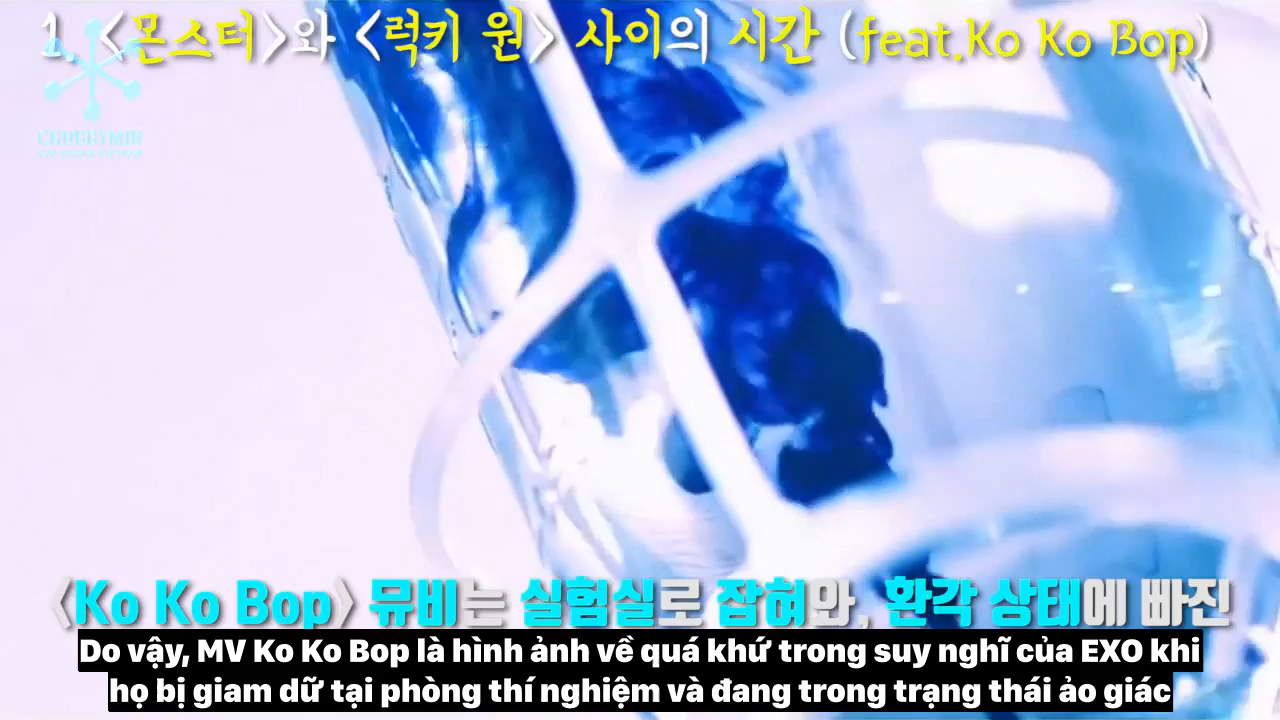 1. <몬스터>와 <럭키 원> 사이의 시간 (feat.Ko Ko Bop)
CHUBBYMIR
<Ko Ko Bop> 뮤비는 실험실로 잡혀와, 환각 상태에 빠진
Do vậy, MV Ko Ko Bop là hình ảnh về quá khứ trong suy nghĩ của EXO khi
họ bị giam dữ tại phòng thí nghiệm và đang trong trạng thái ảo giác